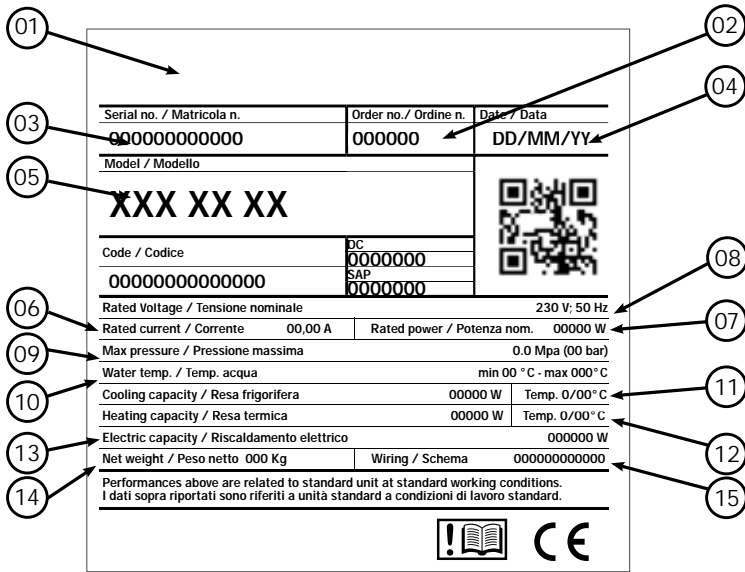 01
02
Serial no. / Matricola n. Order no./ Ordine n. Date / Data
03
04
000000000000 000000 DD/MM/YY
Model / Modello
05
XXX XX XX
Code / Codice
DC
0000000
SAP
0000000
00000000000000
08
Rated Voltage / Tensione nominale 230 V; 50 Hz
06
Rated current / Corrente 00,00 A Rated power / Potenza nom. 00000 W
07
09
Max pressure / Pressione massima 0.0 Mpa (00 bar)
Water temp. / Temp. acqua min 00 °C - max 000°C
10
Cooling capacity / Resa frigorifera 00000 W Temp. 0/00°C
11
Heating capacity / Resa termica 00000 W Temp. 0/00°C
12
13
Electric capacity / Riscaldamento elettrico 000000 W
Net weight / Peso netto 000 Kg Wiring / Schema 000000000000
14
15
Performances above are related to standard unit at standard working conditions.
I dati sopra riportati sono riferiti a unità standard a condizioni di lavoro standard.
! CE